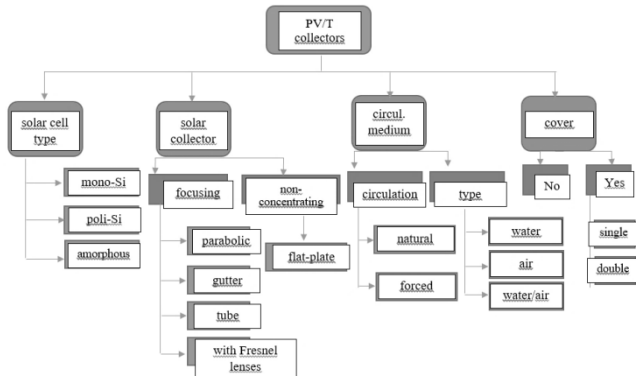 PV/T
collectors
solar cell
type
solar
collector
circul.
medium
cover
mono-Si
poli-Si
amorphous
focusing
non-
concentrating
circulation
type
No
Yes
parabolic
gutter
tube
with Fresnel
lenses
flat-plate
natural
forced
water
air
water/air
single
double